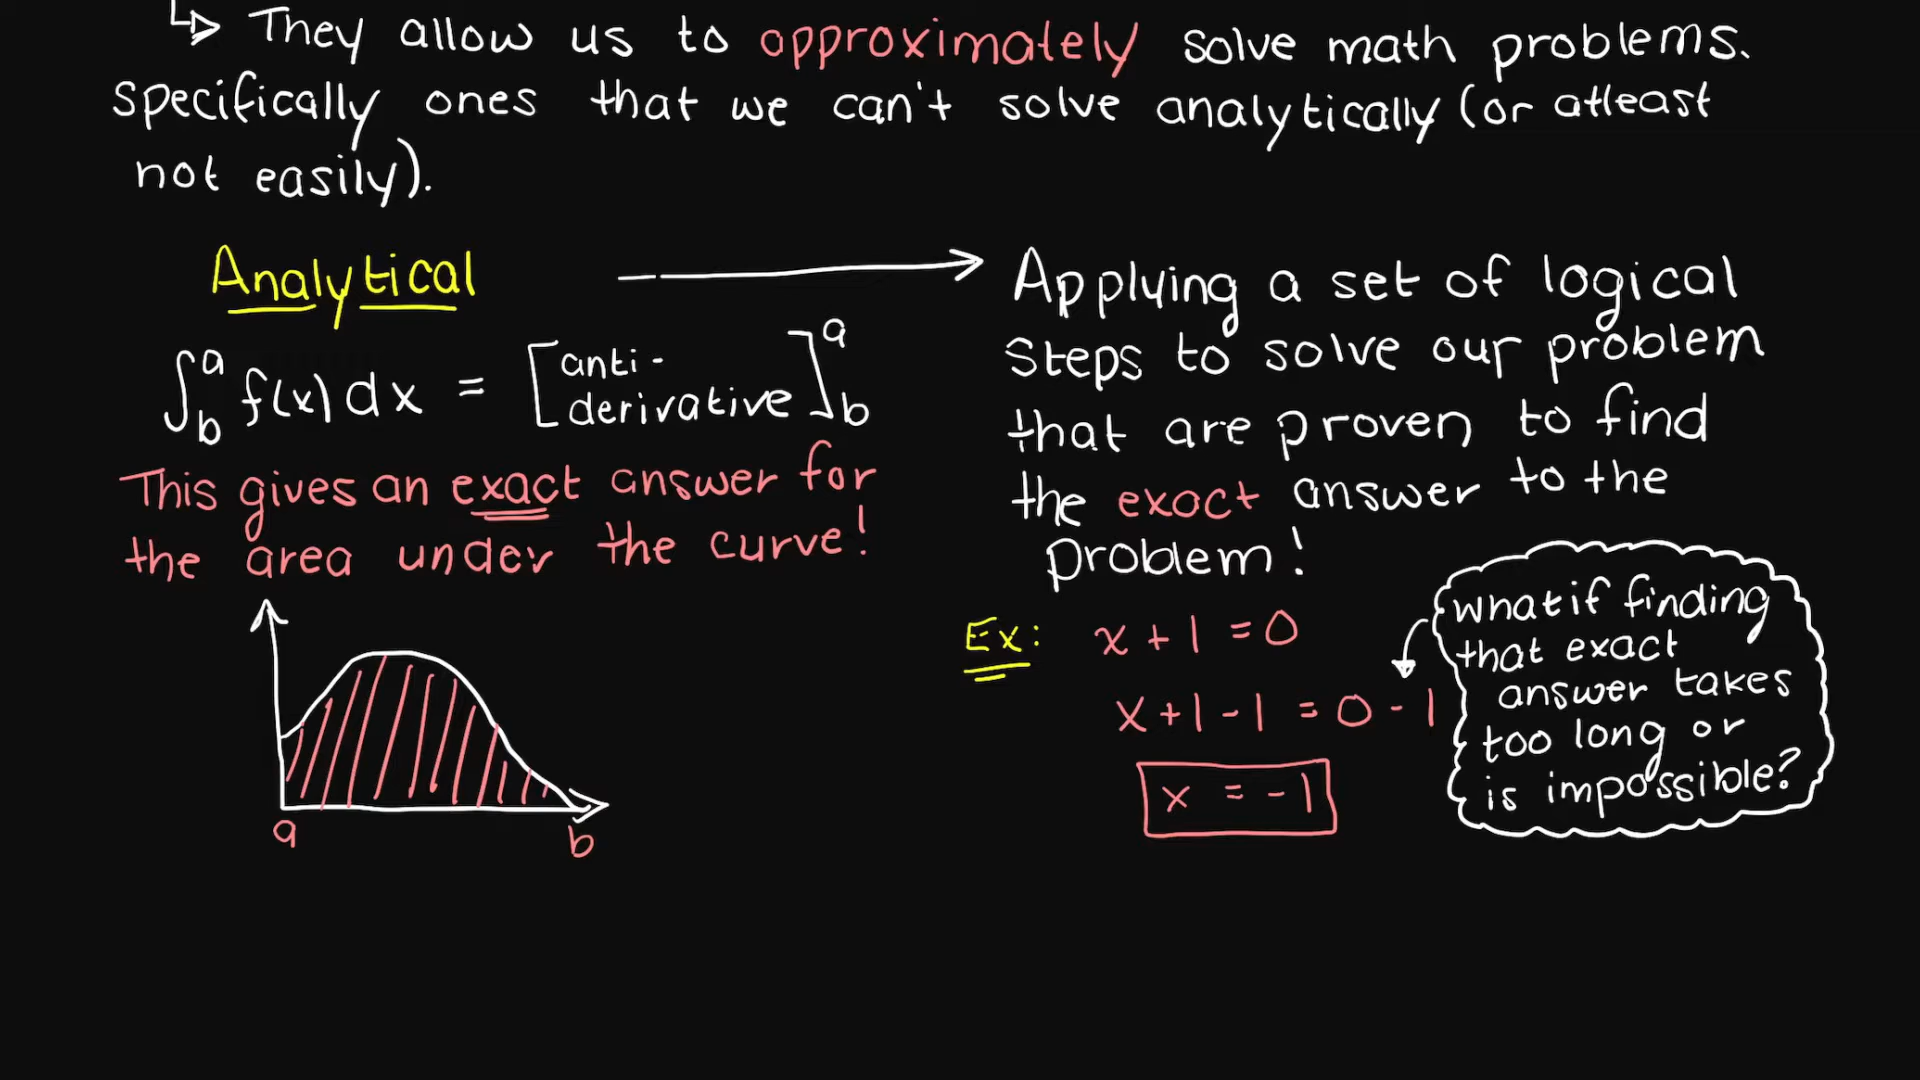 ↳ They allow us to approximately solve math problems.
specifically ones that we can't solve analytically (or atleast
not easily).
Analytical
∫ₐᵇ f(x) dx = [anti-
derivative]ₐᵇ
This gives an exact answer for
the area under the curve!
a
b
Applying a set of logical
steps to solve our problem
that are proven to find
the exact answer to the
problem!
Ex: x + 1 = 0
x + 1 - 1 = 0 - 1
x = - 1
what if finding
that exact
answer takes
too long or
is impossible?